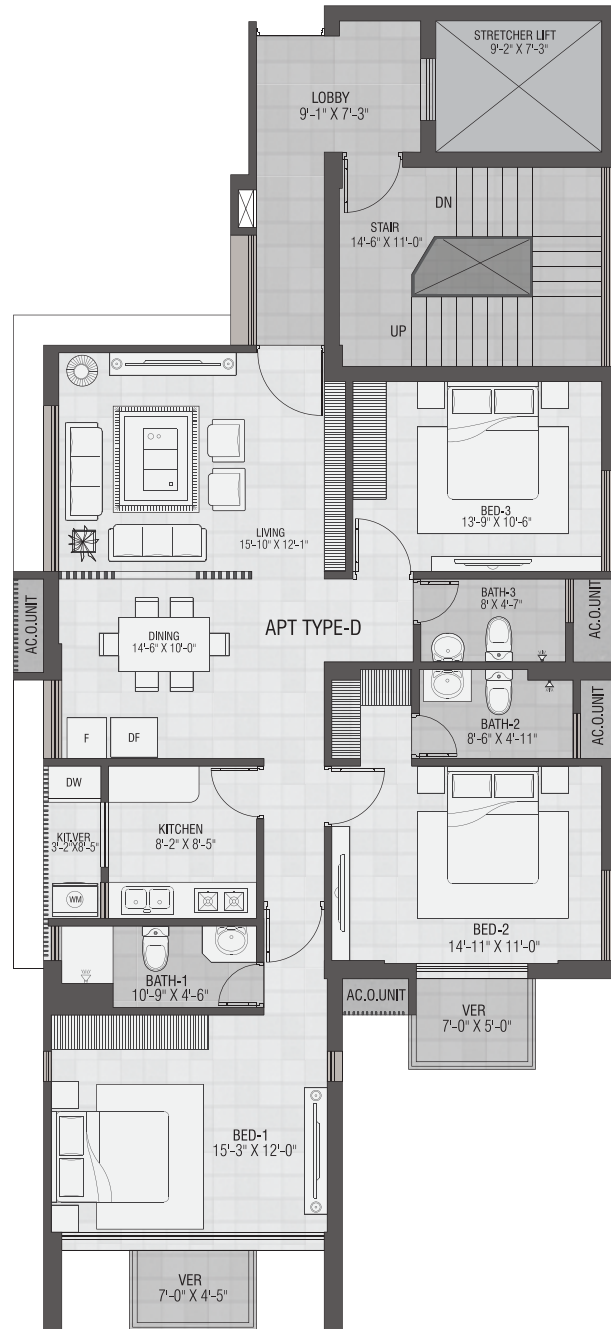 STRETCHER LIFT
9'-2" X 7'-3"
LOBBY
9'-1" X 7'-3"
DN
STAIR
14'-6" X 11'-0"
UP
BED-3
13'-9" X 10'-6"
LIVING
15'-10" X 12'-1"
AC.O.UNIT
BATH-3
8' X 4'-7"
AC.O.UNIT
APT TYPE-D
DINING
14'-6" X 10'-0"
BATH-2
8'-6" X 4'-11"
AC.O.UNIT
F
DF
DW
KIT.VER
3'-2"X8'-5"
WM
KITCHEN
8'-2" X 8'-5"
BED-2
14'-11" X 11'-0"
BATH-1
10'-9" X 4'-6"
AC.O.UNIT
VER
7'-0" X 5'-0"
BED-1
15'-3" X 12'-0"
VER
7'-0" X 4'-5"